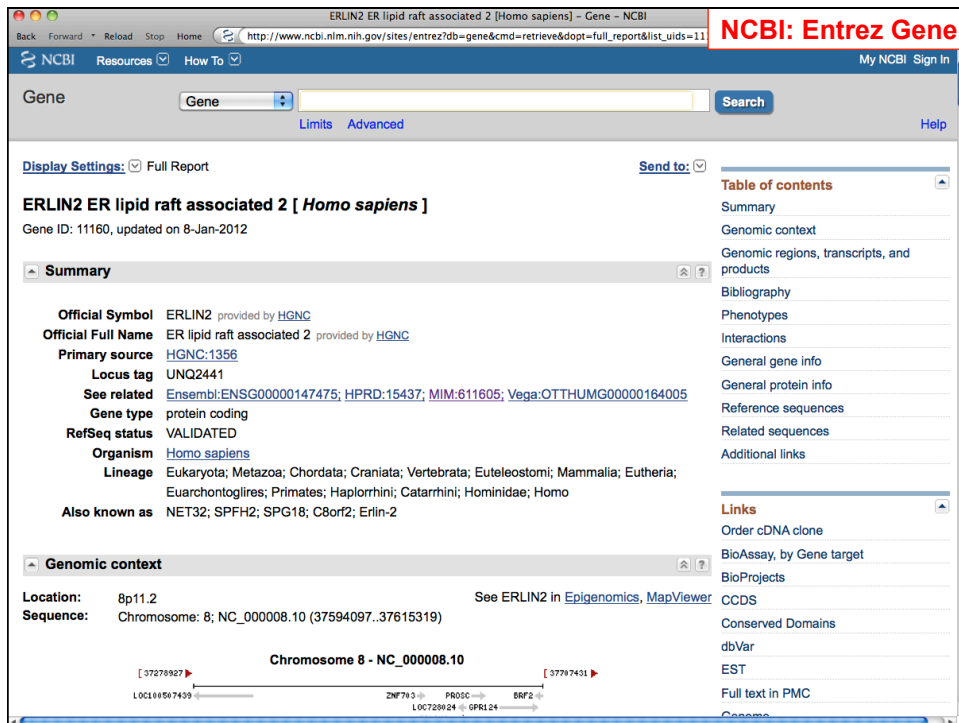 ERLIN2 ER lipid raft associated 2 [Homo sapiens] - Gene - NCBI
NCBI: Entrez Gene
Back Forward Reload Stop Home http://www.ncbi.nlm.nih.gov/sites/entrez?db=gene&cmd=retrieve&dopt=full_report&list_uids=11
NCBI Resources How To My NCBI Sign In
Gene Gene Search
Limits Advanced Help
Display Settings: Full Report Send to:
ERLIN2 ER lipid raft associated 2 [ Homo sapiens ]
Gene ID: 11160, updated on 8-Jan-2012
Summary
Official Symbol ERLIN2 provided by HGNC
Official Full Name ER lipid raft associated 2 provided by HGNC
Primary source HGNC:1356
Locus tag UNQ2441
See related Ensembl:ENSG00000147475; HPRD:15437; MIM:611605; Vega:OTTHUMG00000164005
Gene type protein coding
RefSeq status VALIDATED
Organism Homo sapiens
Lineage Eukaryota; Metazoa; Chordata; Craniata; Vertebrata; Euteleostomi; Mammalia; Eutheria;
Euarchontoglires; Primates; Haplorrhini; Catarrhini; Hominidae; Homo
Also known as NET32; SPFH2; SPG18; C8orf2; Erlin-2
Genomic context
Location: 8p11.2 See ERLIN2 in Epigenomics, MapViewer
Sequence: Chromosome: 8; NC_000008.10 (37594097..37615319)
Chromosome 8 - NC_000008.10
[ 37278927 [ 37707431
LOC100507439 ZNF703 PROSC BRF2
LOC728024 GPR124
Table of contents
Summary
Genomic context
Genomic regions, transcripts, and
products
Bibliography
Phenotypes
Interactions
General gene info
General protein info
Reference sequences
Related sequences
Additional links
Links
Order cDNA clone
BioAssay, by Gene target
BioProjects
CCDS
Conserved Domains
dbVar
EST
Full text in PMC
Genome